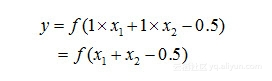 y = f(1×x₁+1×x₂−0.5)
= f(x₁+x₂−0.5)